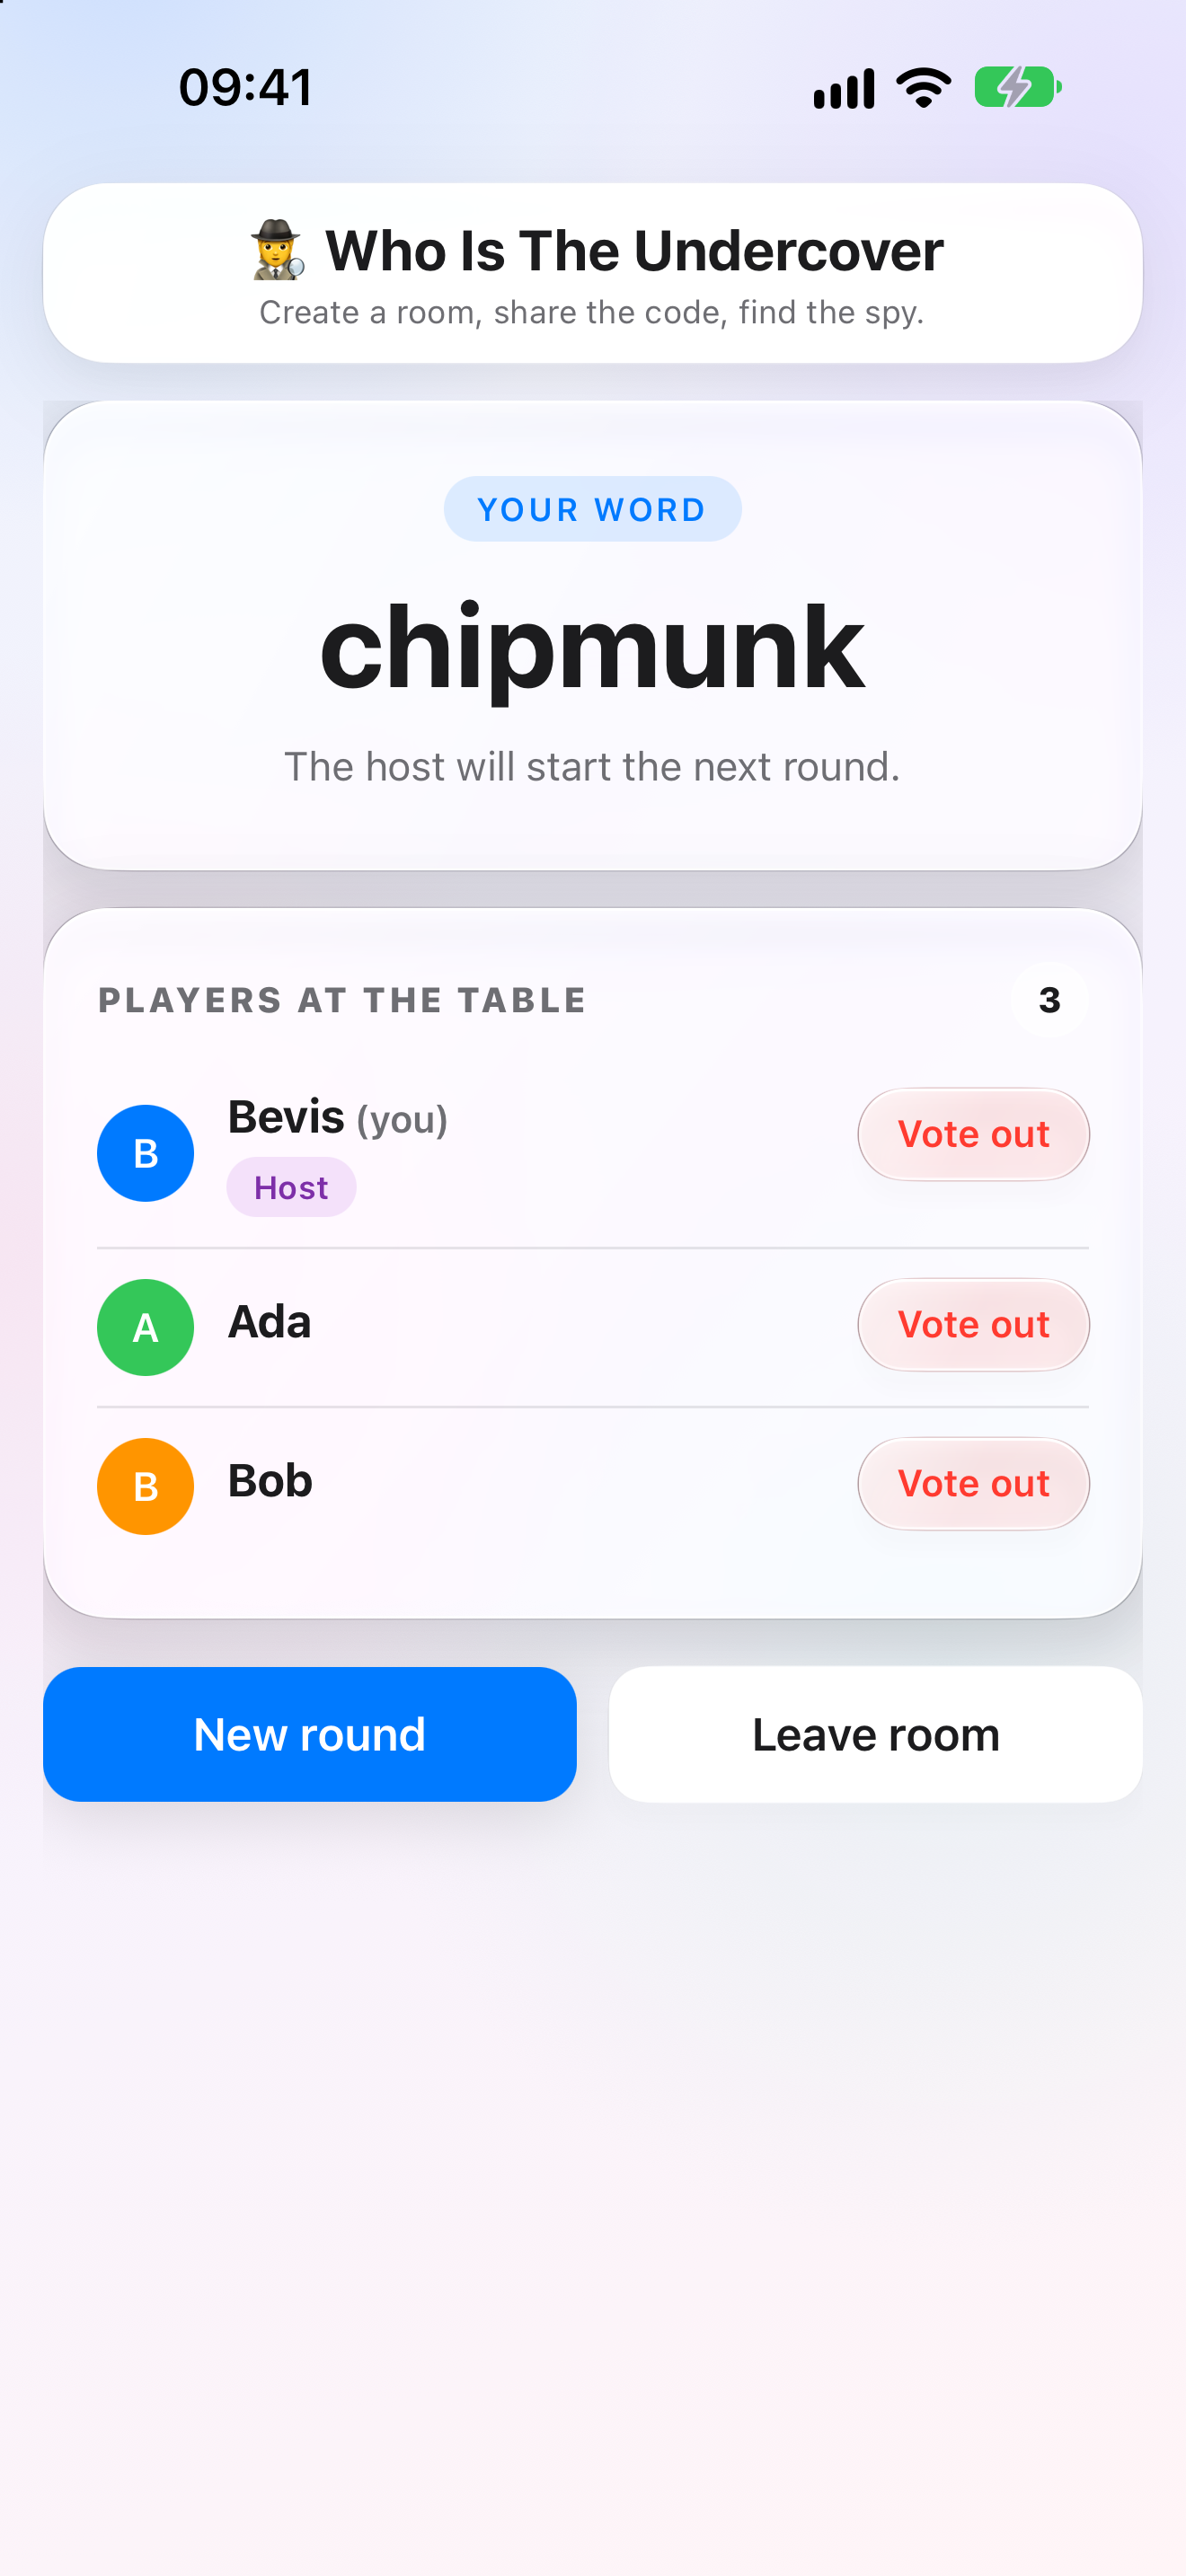 09:41
Who Is The Undercover
Create a room, share the code, find the spy.
YOUR WORD
chipmunk
The host will start the next round.
PLAYERS AT THE TABLE 3
B Bevis (you) Vote out
Host
A Ada Vote out
B Bob Vote out
New round Leave room